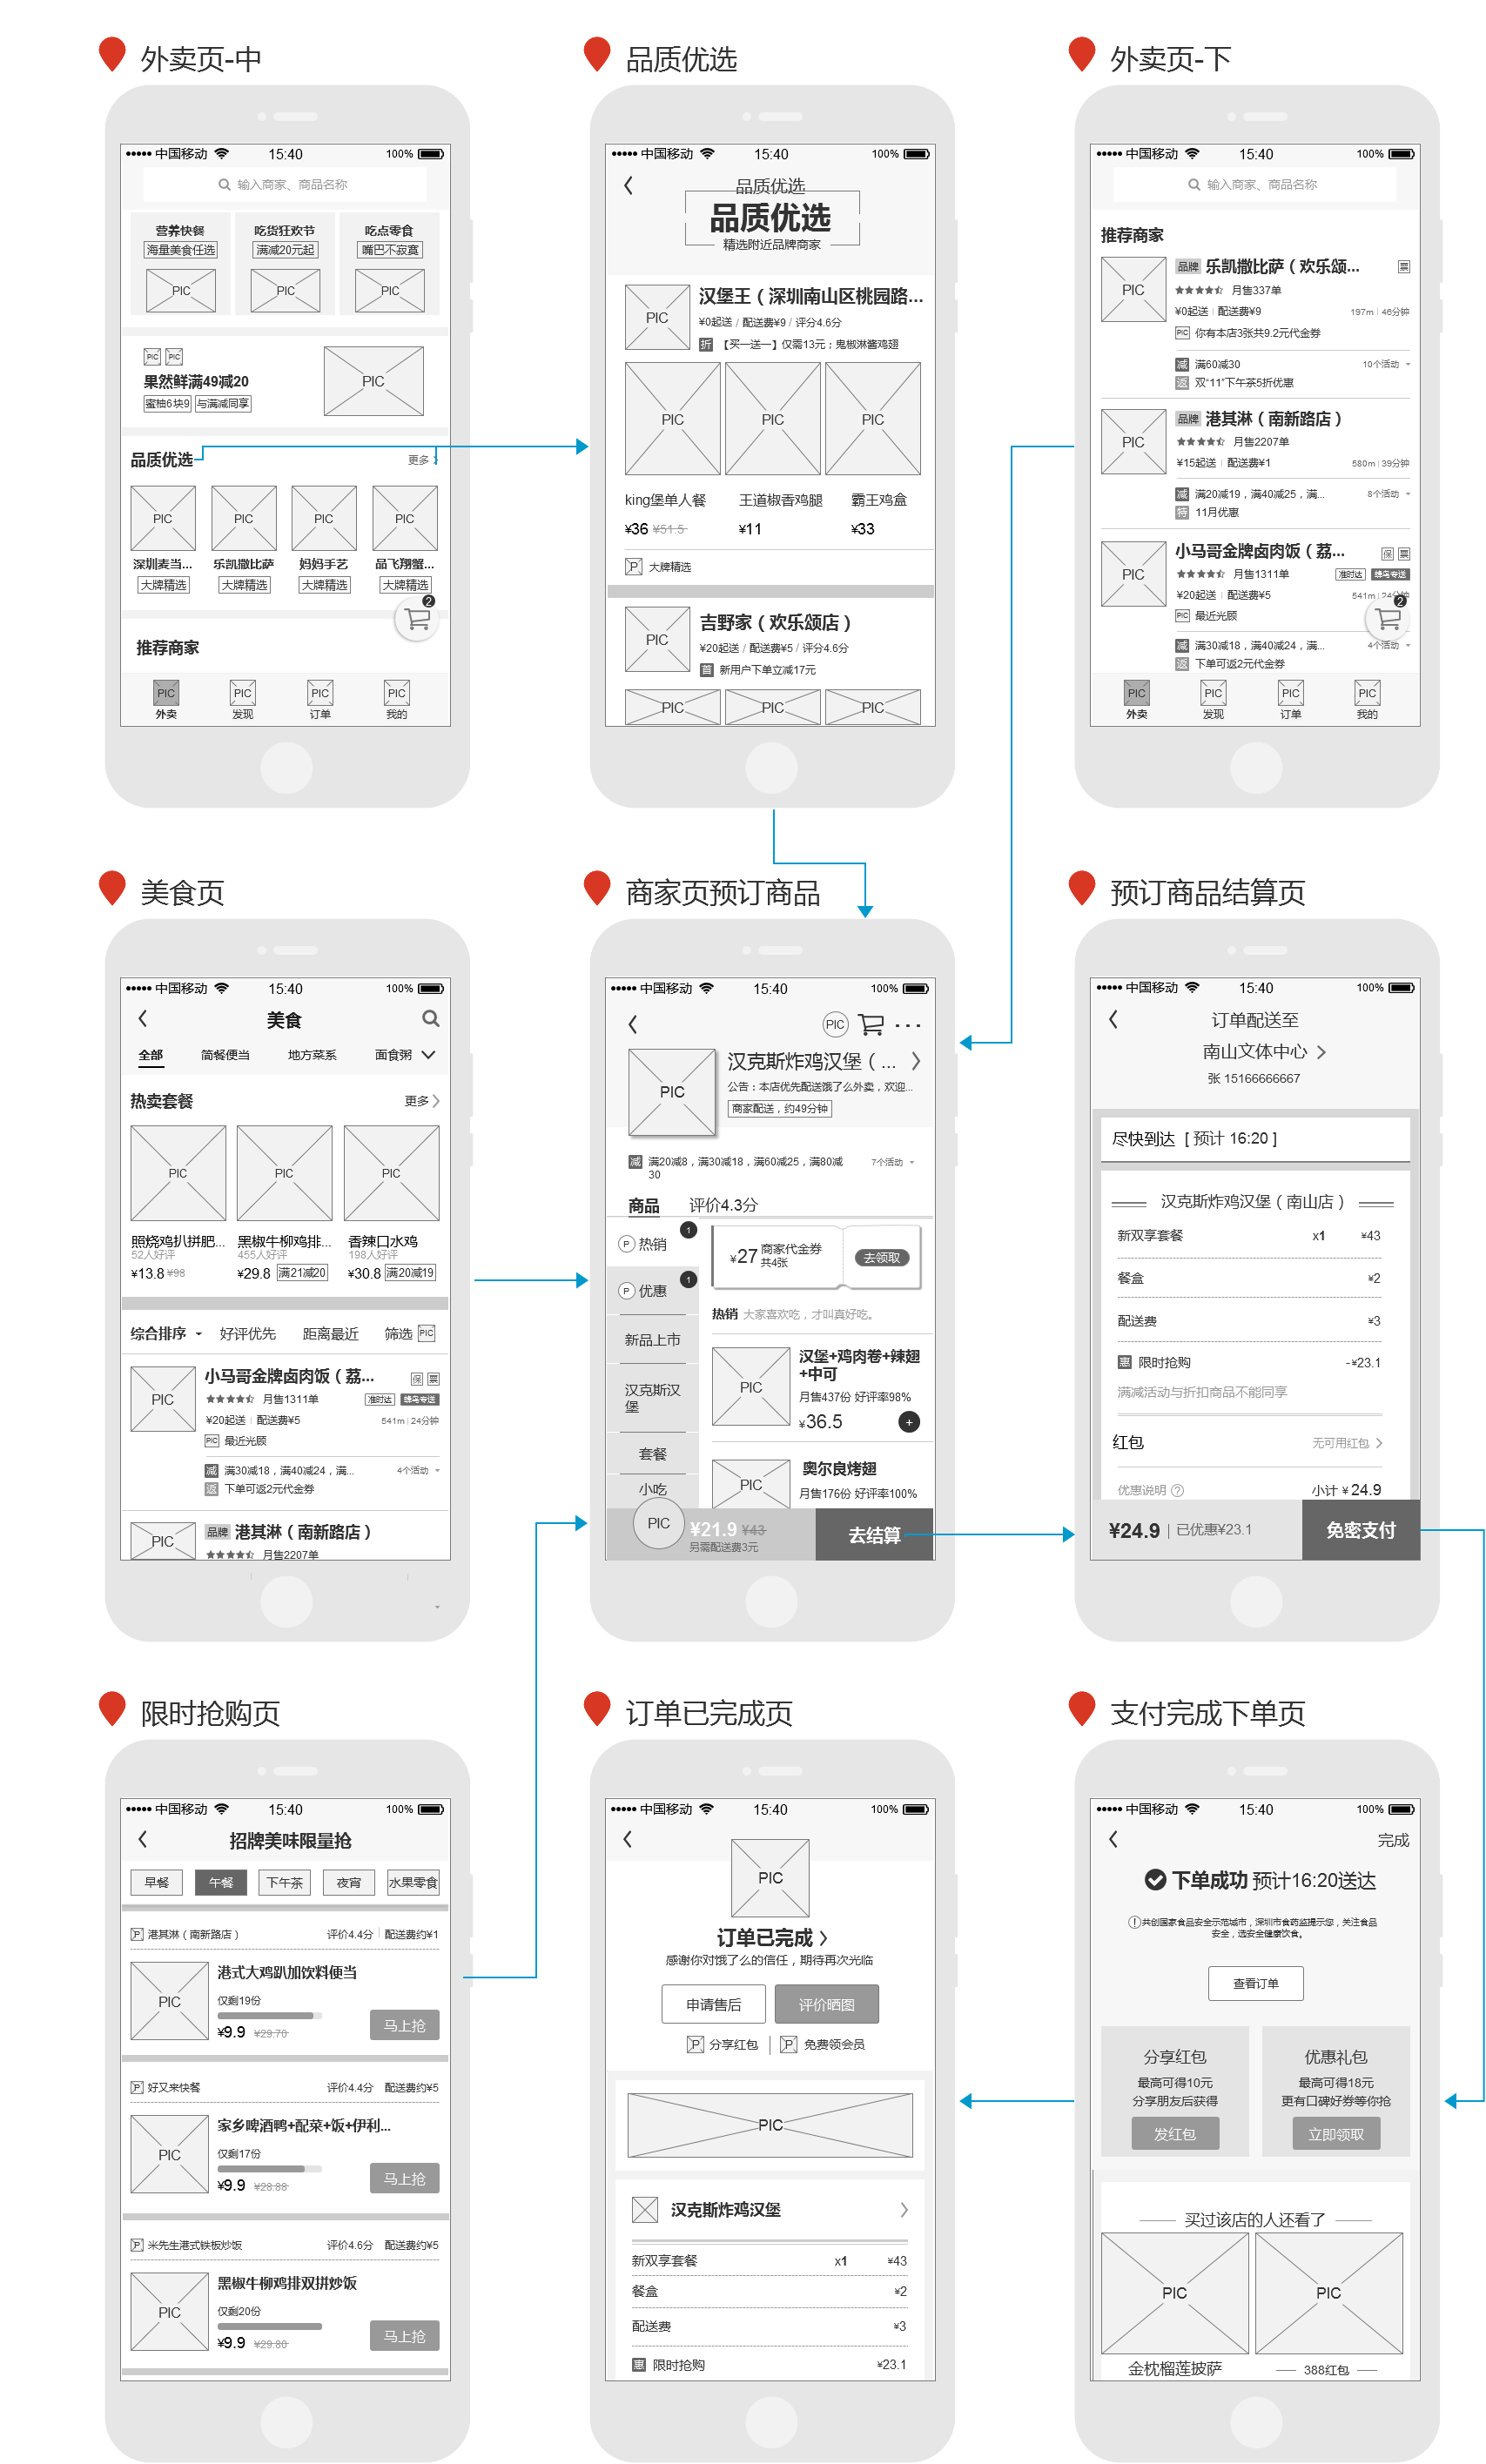 外卖页-中
中国移动
15:40
100%
输入商家、商品名称
营养快餐
海量美食任选
PIC
吃货狂欢节
满减20元起
PIC
吃点零食
嘴巴不寂寞
PIC
PIC PIC
果然鲜满49减20
蜜柚6块9 与满减同享
PIC
品质优选
更多
PIC PIC PIC PIC
深圳麦当... 乐凯撒比萨 妈妈手艺 品飞翔蟹...
大牌精选 大牌精选 大牌精选 大牌精选
2
推荐商家
PIC PIC PIC PIC
外卖 发现 订单 我的
品质优选
中国移动
15:40
100%
品质优选
品质优选
精选附近品牌商家
PIC
汉堡王（深圳南山区桃园路...
¥0起送 / 配送费¥9 / 评分4.6分
折 【买一送一】仅需13元；鬼椒淋酱鸡翅
PIC PIC PIC
king堡单人餐 王道椒香鸡腿 霸王鸡盒
¥36 ¥51.5 ¥11 ¥33
P 大牌精选
PIC
吉野家（欢乐颂店）
¥20起送 / 配送费¥5 / 评分4.6分
首 新用户下单立减17元
PIC PIC PIC
外卖页-下
中国移动
15:40
100%
输入商家、商品名称
推荐商家
PIC
品牌 乐凯撒比萨（欢乐颂... 票
月售337单
¥0起送 | 配送费¥9 197m | 46分钟
PIC 你有本店3张共9.2元代金券
减 满60减30 10个活动
返 双“11”下午茶5折优惠
PIC
品牌 港其淋（南新路店）
月售2207单
¥15起送 | 配送费¥1 580m | 39分钟
减 满20减19，满40减25，满... 8个活动
特 11月优惠
PIC
小马哥金牌卤肉饭（荔... 保 票
月售1311单 准时达 蜂鸟专送
¥20起送 | 配送费¥5 541m | 24分钟
PIC 最近光顾
2
减 满30减18，满40减24，满... 4个活动
返 下单可返2元代金券
PIC PIC PIC PIC
外卖 发现 订单 我的
美食页
中国移动
15:40
100%
美食
全部 简餐便当 地方菜系 面食粥
热卖套餐
更多
PIC PIC PIC
照烧鸡扒拼肥... 黑椒牛柳鸡排... 香辣口水鸡
52人好评 455人好评 198人好评
¥13.8 ¥98 ¥29.8 满21减20 ¥30.8 满20减19
综合排序 好评优先 距离最近 筛选 PIC
PIC
小马哥金牌卤肉饭（荔... 保 票
月售1311单 准时达 蜂鸟专送
¥20起送 | 配送费¥5 541m | 24分钟
PIC 最近光顾
减 满30减18，满40减24，满... 4个活动
返 下单可返2元代金券
PIC
品牌 港其淋（南新路店）
月售2207单
商家页预订商品
中国移动
15:40
100%
PIC ...
PIC
汉克斯炸鸡汉堡（...
公告：本店优先配送饿了么外卖，欢迎...
商家配送，约49分钟
减 满20减8，满30减18，满60减25，满80减
30
7个活动
商品 评价4.3分
P 热销 1
P 优惠 1
新品上市
汉克斯汉
堡
套餐
小吃
¥27 商家代金券
共4张
去领取
热销 大家喜欢吃，才叫真好吃。
PIC
汉堡+鸡肉卷+辣翅
+中可
月售437份 好评率98%
¥36.5 +
PIC
奥尔良烤翅
月售176份 好评率100%
PIC
¥21.9 ¥43
另需配送费3元
去结算
预订商品结算页
中国移动
15:40
100%
订单配送至
南山文体中心
张 15166666667
尽快到达 [ 预计 16:20 ]
汉克斯炸鸡汉堡（南山店）
新双享套餐 x1 ¥43
餐盒 ¥2
配送费 ¥3
惠 限时抢购 -¥23.1
满减活动与折扣商品不能同享
红包 无可用红包
优惠说明 ? 小计 ¥ 24.9
¥24.9 | 已优惠¥23.1
免密支付
限时抢购页
中国移动
15:40
100%
招牌美味限量抢
早餐 午餐 下午茶 夜宵 水果零食
P 港其淋（南新路店） 评价4.4分 | 配送费约¥1
PIC
港式大鸡趴加饮料便当
仅剩19份
¥9.9 ¥29.70
马上抢
P 好又来快餐 评价4.4分 配送费约¥5
PIC
家乡啤酒鸭+配菜+饭+伊利...
仅剩17份
¥9.9 ¥28.88
马上抢
P 米先生港式铁板炒饭 评价4.6分 配送费约¥5
PIC
黑椒牛柳鸡排双拼炒饭
仅剩20份
¥9.9 ¥29.80
马上抢
订单已完成页
中国移动
15:40
100%
PIC
订单已完成
感谢你对饿了么的信任，期待再次光临
申请售后 评价晒图
P 分享红包 | P 免费领会员
PIC
汉克斯炸鸡汉堡
新双享套餐 x1 ¥43
餐盒 ¥2
配送费 ¥3
惠 限时抢购 ¥23.1
支付完成下单页
中国移动
15:40
100%
完成
下单成功 预计16:20送达
共创国家食品安全示范城市，深圳市食药监提示您，关注食品
安全，选安全健康饮食。
查看订单
分享红包
最高可得10元
分享朋友后获得
发红包
优惠礼包
最高可得18元
更有口碑好券等你抢
立即领取
买过该店的人还看了
PIC PIC
金枕榴莲披萨 388红包